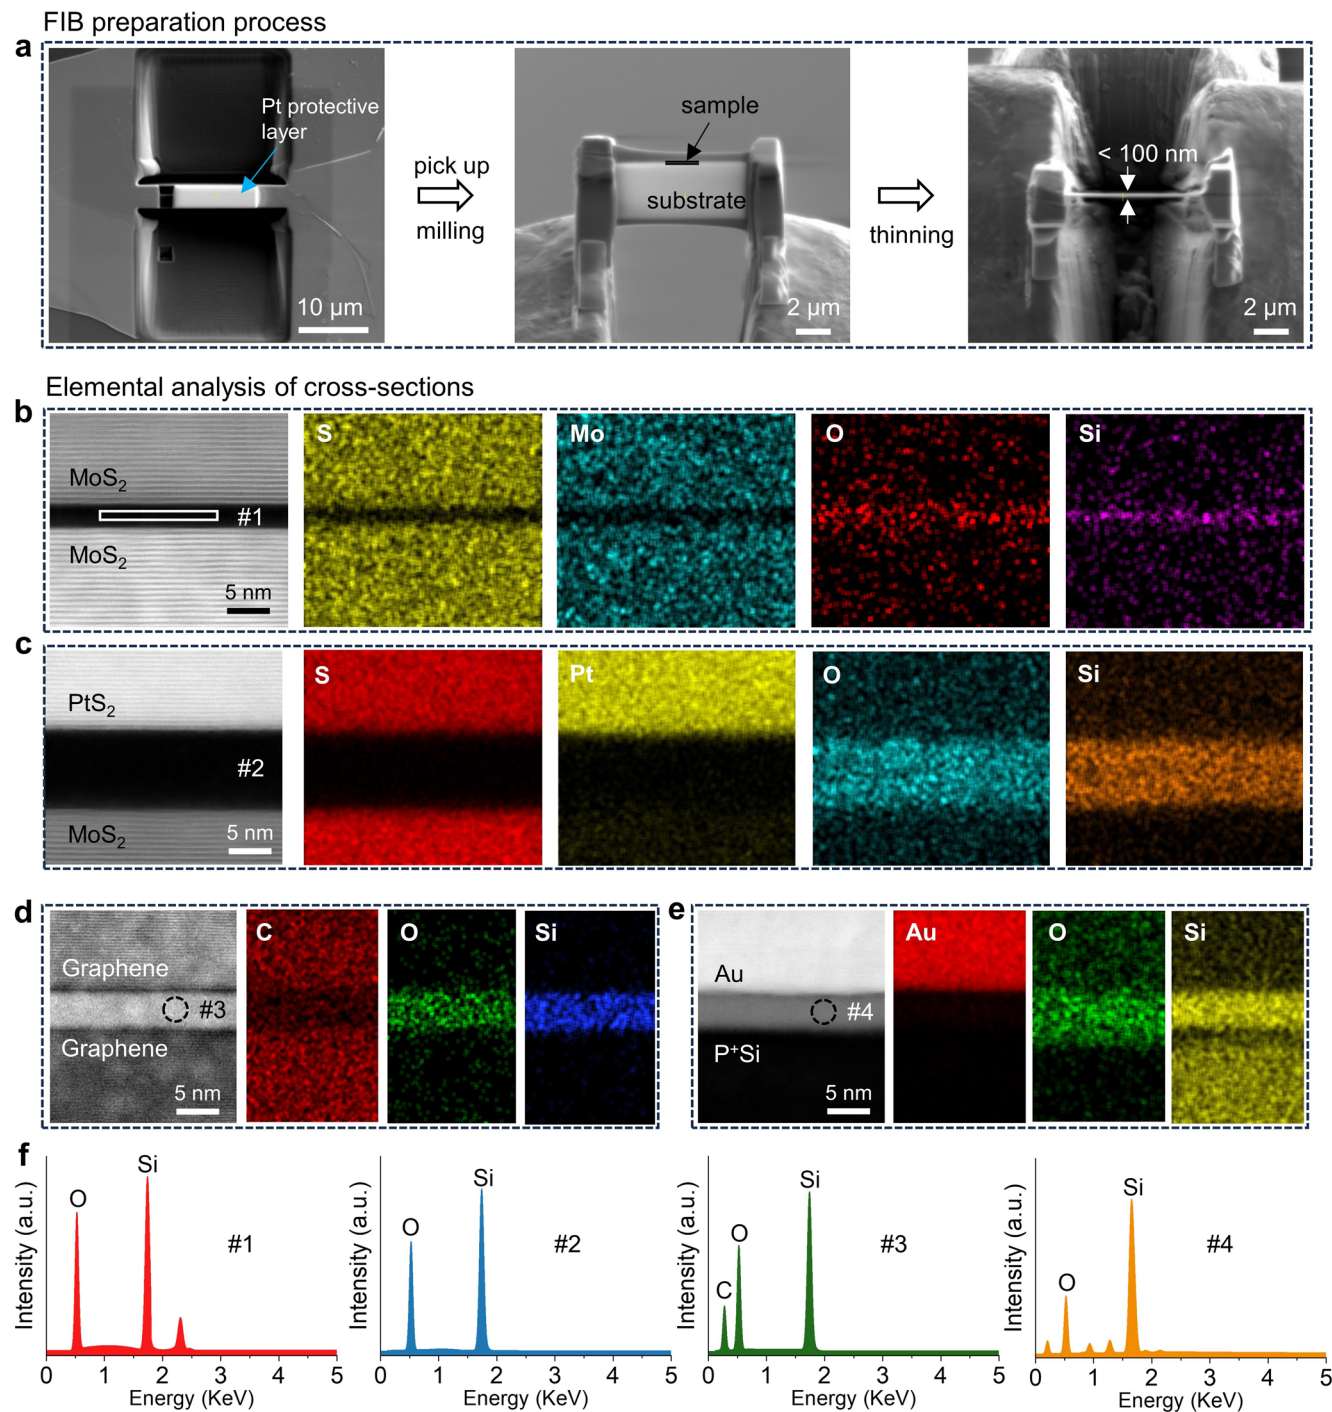 FIB preparation process
a
Pt protective
layer
10 µm
pick up
milling
sample
substrate
2 µm
thinning
< 100 nm
2 µm
Elemental analysis of cross-sections
b
MoS₂
#1
MoS₂
5 nm
S
Mo
O
Si
c
PtS₂
#2
MoS₂
5 nm
S
Pt
O
Si
d
Graphene
#3
Graphene
5 nm
C
O
Si
e
Au
#4
P⁺Si
5 nm
Au
O
Si
f
Intensity (a.u.)
O
Si
#1
0 1 2 3 4 5
Energy (KeV)
Intensity (a.u.)
O
Si
#2
0 1 2 3 4 5
Energy (KeV)
Intensity (a.u.)
C
O
Si
#3
0 1 2 3 4 5
Energy (KeV)
Intensity (a.u.)
O
Si
#4
0 1 2 3 4 5
Energy (KeV)